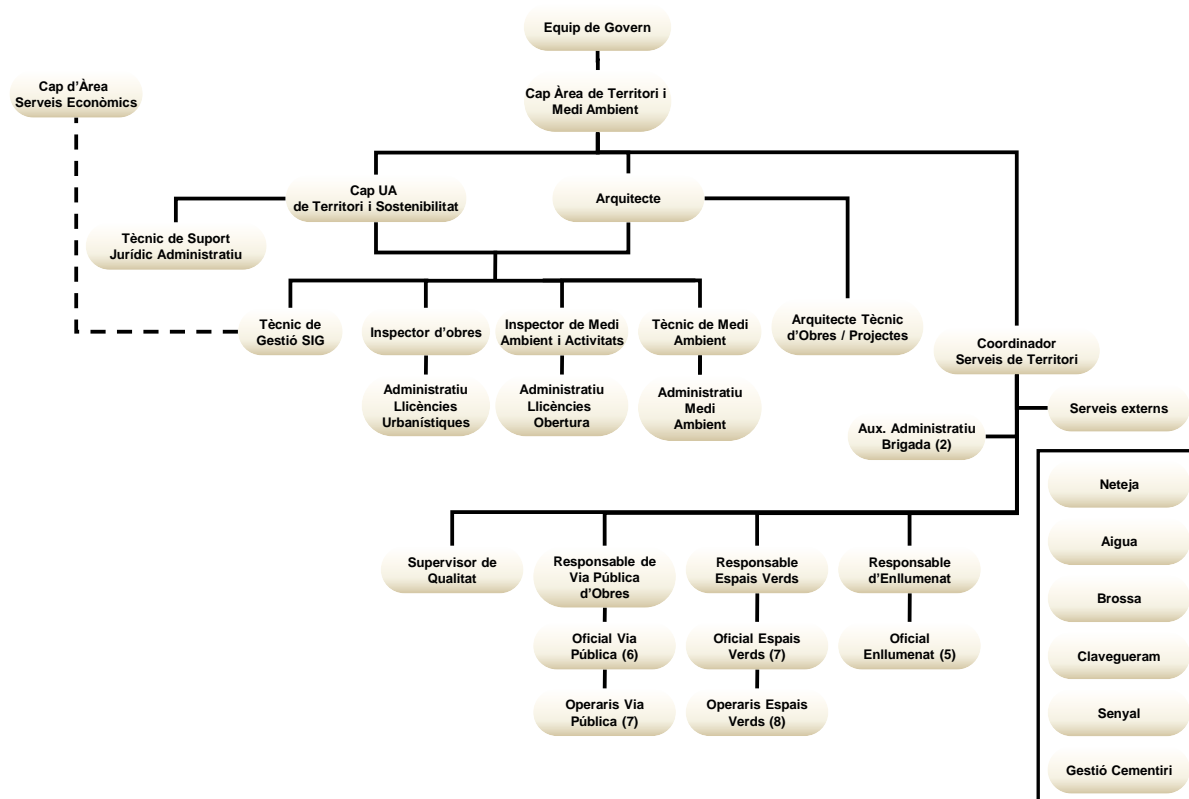 Equip de Govern
Cap d'Àrea
Serveis Econòmics
Cap Àrea de Territori i
Medi Ambient
Cap UA
de Territori i Sostenibilitat
Arquitecte
Tècnic de Suport
Jurídic Administratiu
Tècnic de
Gestió SIG
Inspector d'obres
Inspector de Medi
Ambient i Activitats
Tècnic de Medi
Ambient
Arquitecte Tècnic
d'Obres / Projectes
Coordinador
Serveis de Territori
Administratiu
Llicències
Urbanístiques
Administratiu
Llicències
Obertura
Administratiu
Medi
Ambient
Serveis externs
Aux. Administratiu
Brigada (2)
Neteja
Aigua
Brossa
Clavegueram
Senyal
Gestió Cementiri
Supervisor de
Qualitat
Responsable de
Via Pública
d'Obres
Responsable
Espais Verds
Responsable
d'Enllumenat
Oficial Via
Pública (6)
Oficial Espais
Verds (7)
Oficial
Enllumenat (5)
Operaris Via
Pública (7)
Operaris Espais
Verds (8)